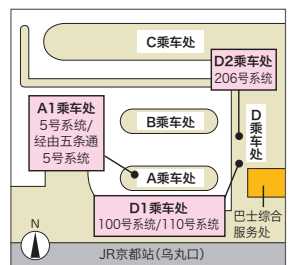 C乘车处
D2乘车处
206号系统
A1乘车处
5号系统/
经由五条通
5号系统
B乘车处
D乘车处
A乘车处
D1乘车处
100号系统/110号系统
巴士综合
服务处
N
JR京都站(乌丸口)